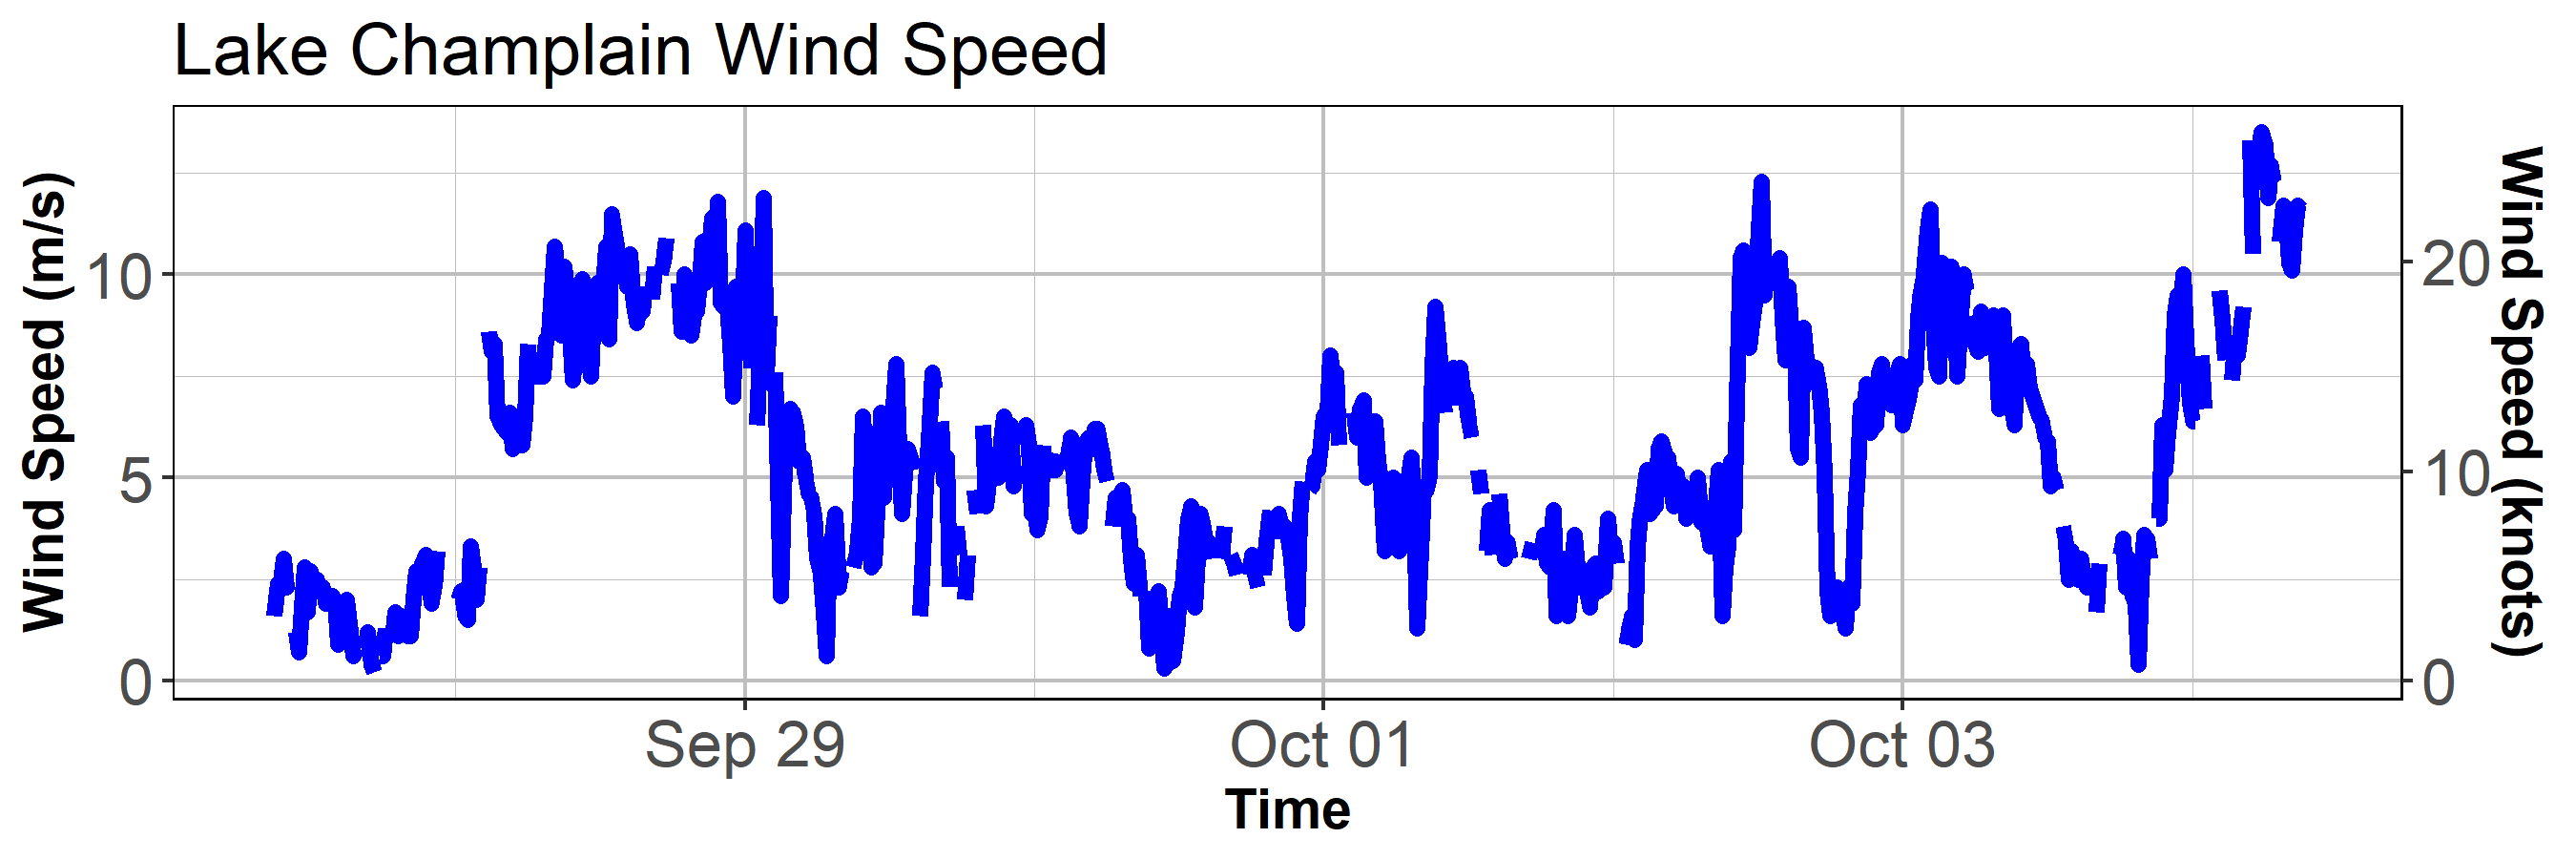 Lake Champlain Wind Speed
Wind Speed (m/s)
10
5
0
20
10
0
Wind Speed (knots)
Sep 29
Oct 01
Oct 03
Time